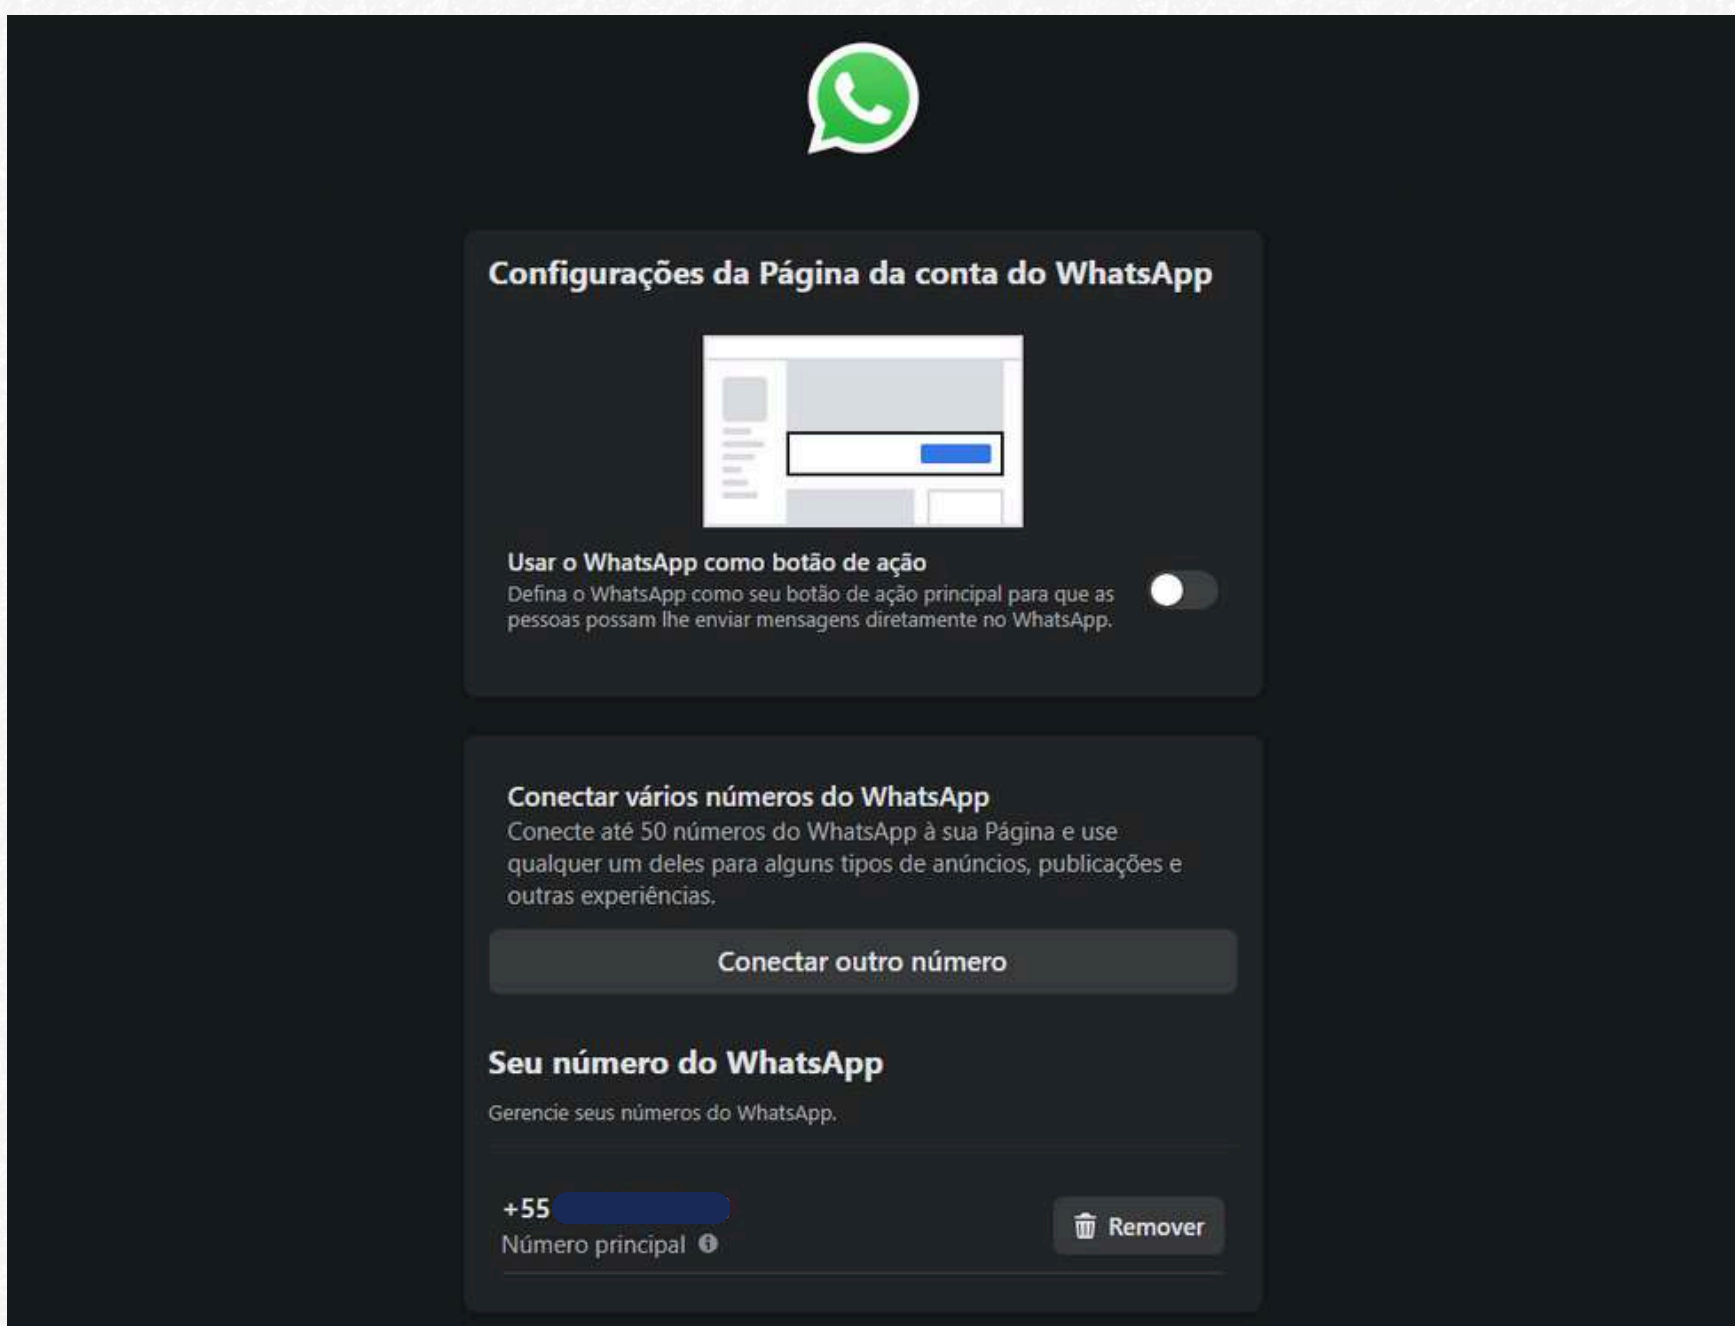 Configurações da Página da conta do WhatsApp
Usar o WhatsApp como botão de ação
Defina o WhatsApp como seu botão de ação principal para que as
pessoas possam lhe enviar mensagens diretamente no WhatsApp.
Conectar vários números do WhatsApp
Conecte até 50 números do WhatsApp à sua Página e use
qualquer um deles para alguns tipos de anúncios, publicações e
outras experiências.
Conectar outro número
Seu número do WhatsApp
Gerencie seus números do WhatsApp.
+55
Número principal
Remover